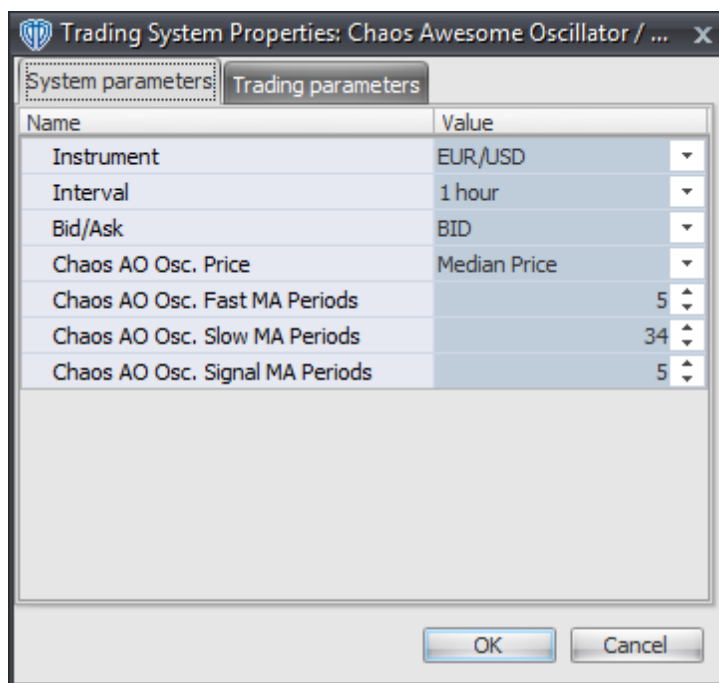 Trading System Properties: Chaos Awesome Oscillator / ... x
System parameters Trading parameters
Name Value
Instrument EUR/USD
Interval 1 hour
Bid/Ask BID
Chaos AO Osc. Price Median Price
Chaos AO Osc. Fast MA Periods 5
Chaos AO Osc. Slow MA Periods 34
Chaos AO Osc. Signal MA Periods 5
OK Cancel